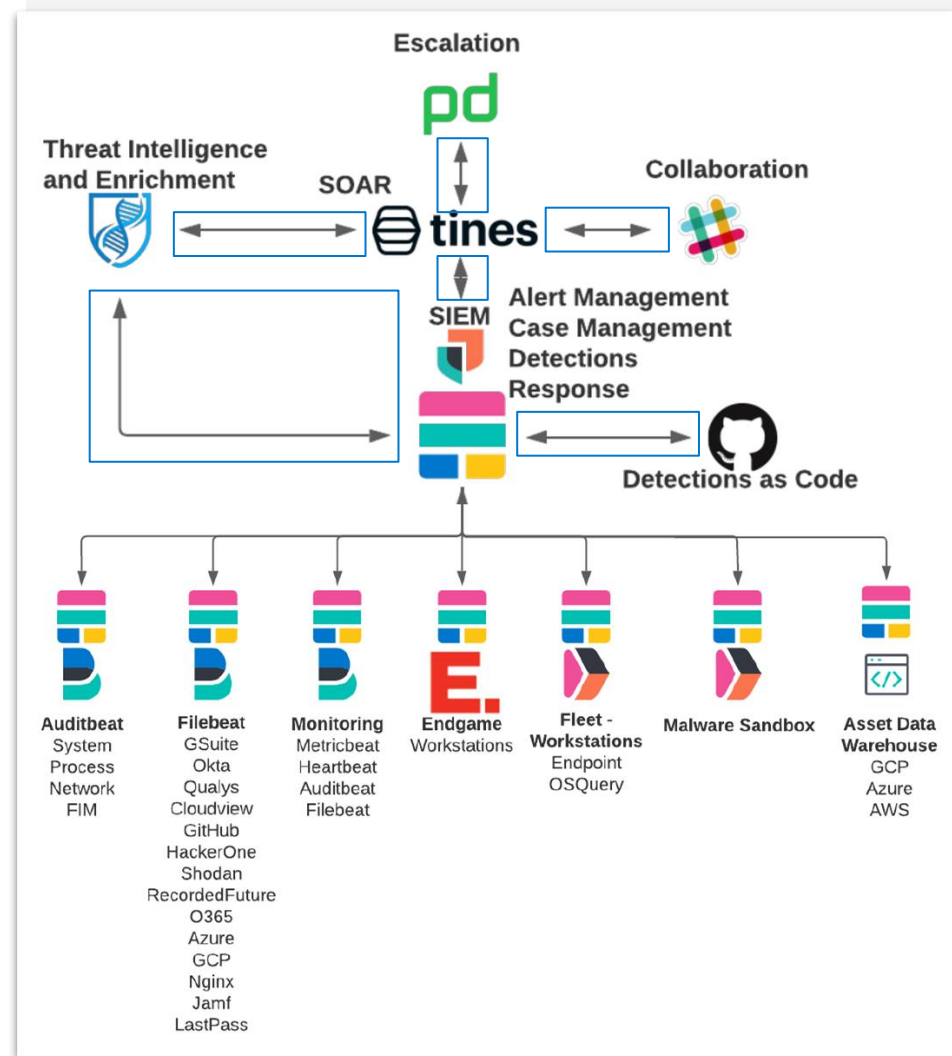 Escalation
pd
Threat Intelligence
and Enrichment
SOAR
tines
Collaboration
SIEM
Alert Management
Case Management
Detections
Response
Detections as Code
E.
</>
Auditbeat
System
Process
Network
FIM
Filebeat
GSuite
Okta
Qualys
Cloudview
GitHub
HackerOne
Shodan
RecordedFuture
O365
Azure
GCP
Nginx
Jamf
LastPass
Monitoring
Metricbeat
Heartbeat
Auditbeat
Filebeat
Endgame
Workstations
Fleet -
Workstations
Endpoint
OSQuery
Malware Sandbox
Asset Data
Warehouse
GCP
Azure
AWS